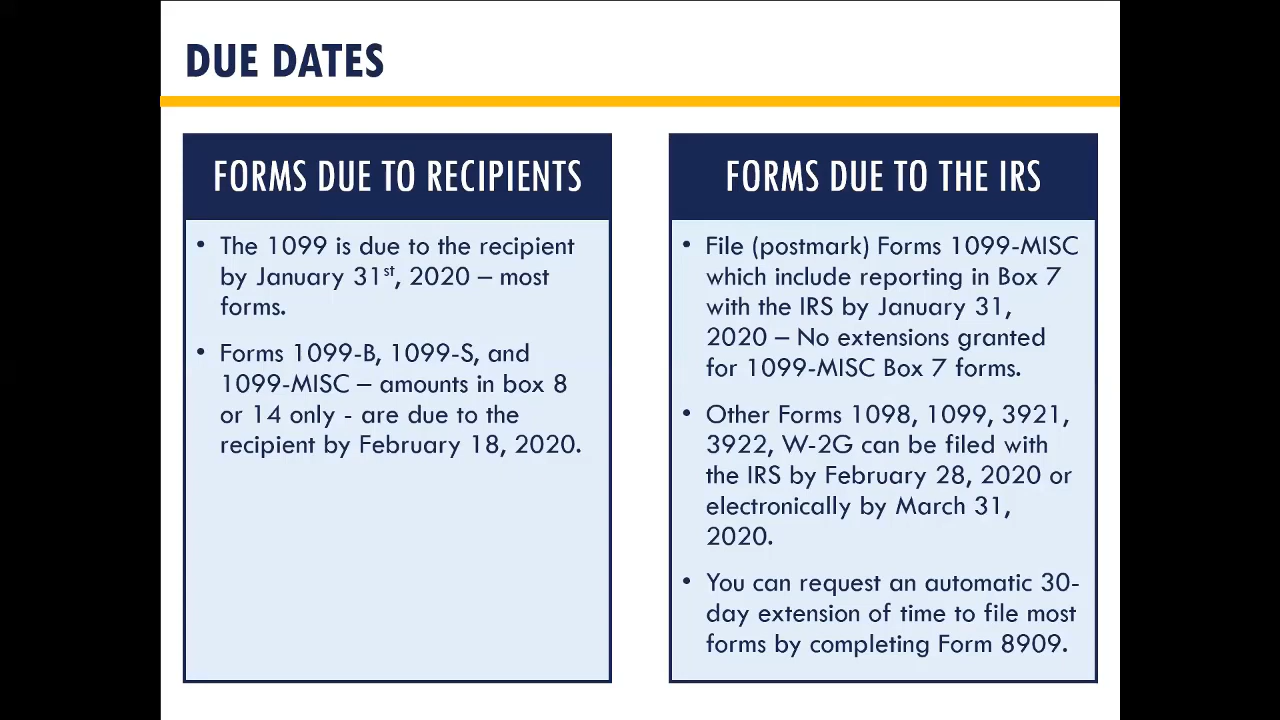 DUE DATES
FORMS DUE TO RECIPIENTS
• The 1099 is due to the recipient
by January 31st, 2020 – most
forms.
• Forms 1099-B, 1099-S, and
1099-MISC – amounts in box 8
or 14 only - are due to the
recipient by February 18, 2020.
FORMS DUE TO THE IRS
• File (postmark) Forms 1099-MISC
which include reporting in Box 7
with the IRS by January 31,
2020 – No extensions granted
for 1099-MISC Box 7 forms.
• Other Forms 1098, 1099, 3921,
3922, W-2G can be filed with
the IRS by February 28, 2020 or
electronically by March 31,
2020.
• You can request an automatic 30-
day extension of time to file most
forms by completing Form 8909.